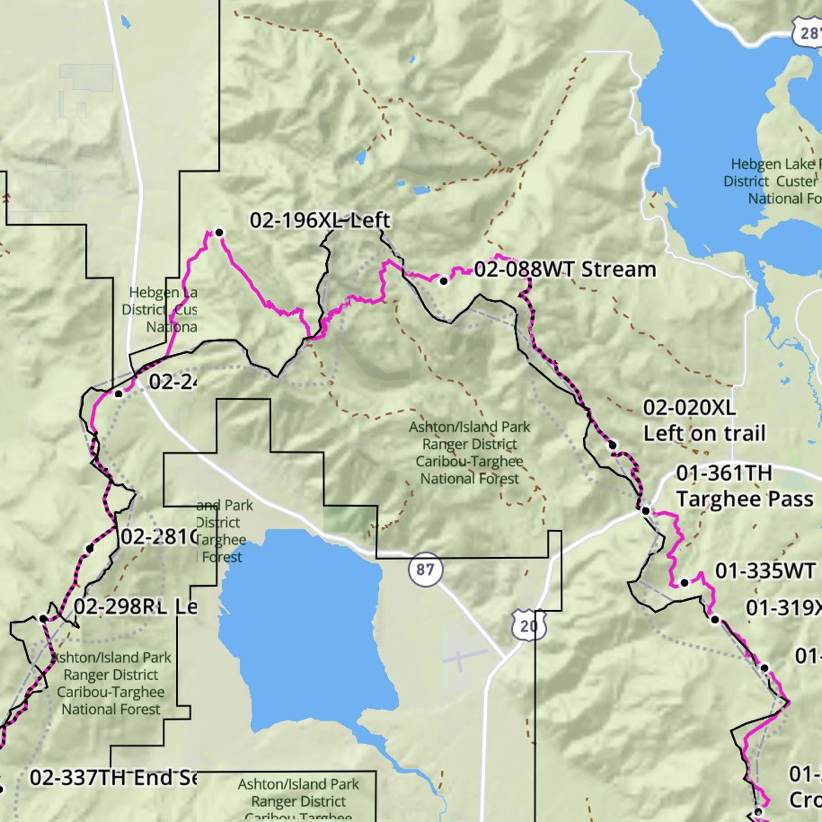 28
Hebgen Lake
District Custer
National Fo
02-196XL Left
02-088WT Stream
Hebgen La
District, Cus
Nationa
02-24
02-020XL
Left on trail
Ashton/Island Park
Ranger District
Caribou-Targhee
National Forest
01-361TH
Targhee Pass
and Park
District
Targhee
Forest
02-281
87
01-335WT
01-319X
20
02-298RL Le
01-
Ashton/Island Park
Ranger District
Caribou-Targhee
National Forest
02-337TH End Se
Ashton/Island Park
Ranger District
Caribou-Targhee
01-
Cro